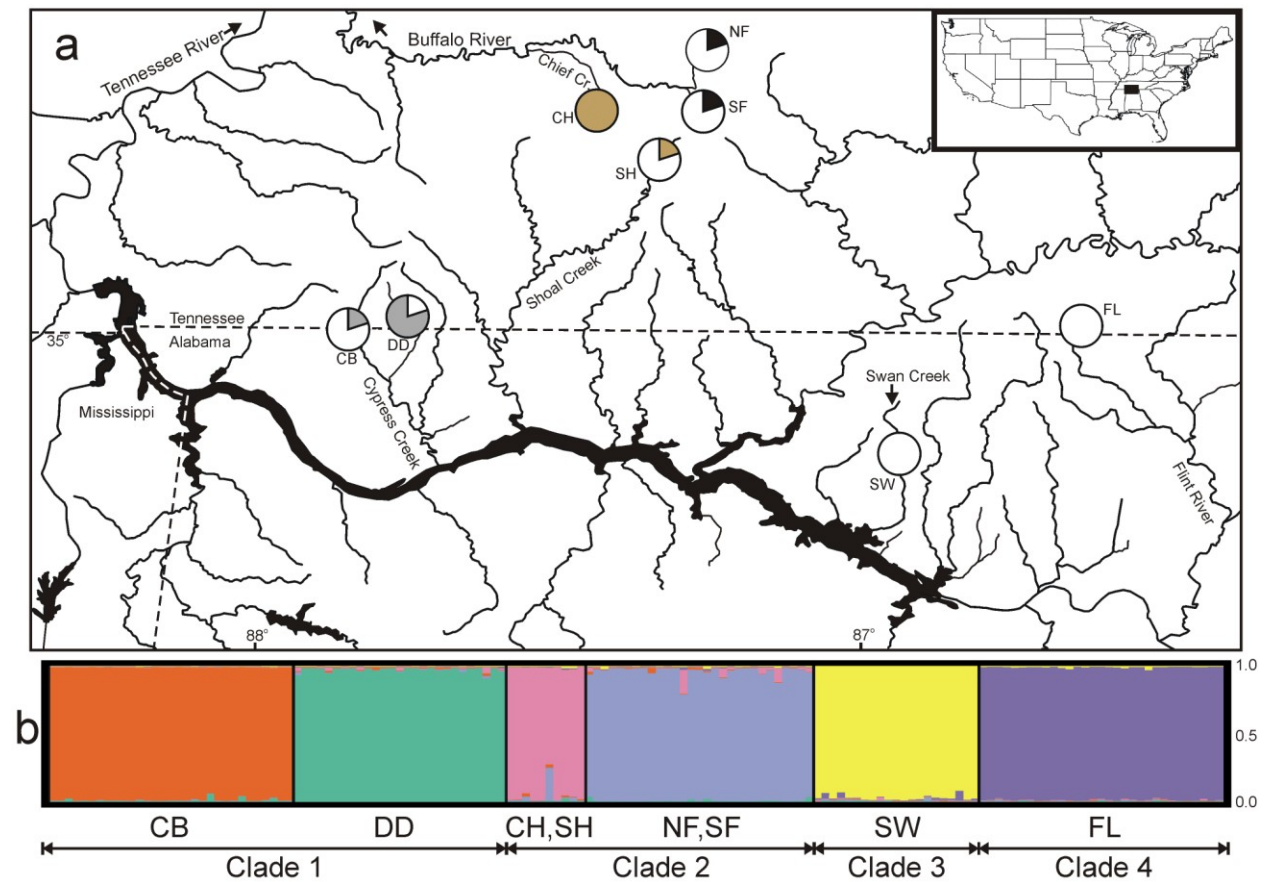 a
Tennessee River
Buffalo River
Chief Cr.
NF
CH
SF
SH
Shoal Creek
Tennessee
Alabama
35°
CB
DD
FL
Swan Creek
Mississippi
Cypress Creek
SW
Flint River
88°
87°
b
1.0
0.5
0.0
CB DD CH,SH NF,SF SW FL
Clade 1 Clade 2 Clade 3 Clade 4